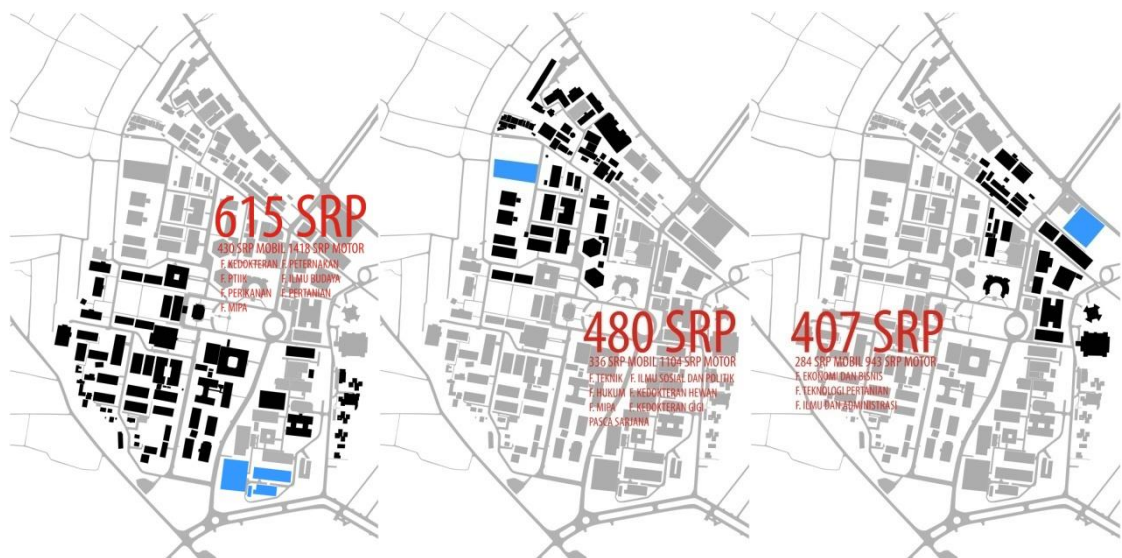 615 SRP
430 SRP MOBIL 1418 SRP MOTOR
F. KEDOKTERAN F. PETERNAKAN
F. PTIIK F. ILMU BUDAYA
F. PERIKANAN F. PERTANIAN
F. MIPA
480 SRP
336 SRP MOBIL 1104 SRP MOTOR
F. TEKNIK F. ILMU SOSIAL DAN POLITIK
F. HUKUM F. KEDOKTERAN HEWAN
F. MIPA F. KEDOKTERAN GIGI
PASCA SARJANA
407 SRP
284 SRP MOBIL 943 SRP MOTOR
F. EKONOMI DAN BISNIS
F. TEKNOLOGI PERTANIAN
F. ILMU DAN ADMINISTRASI